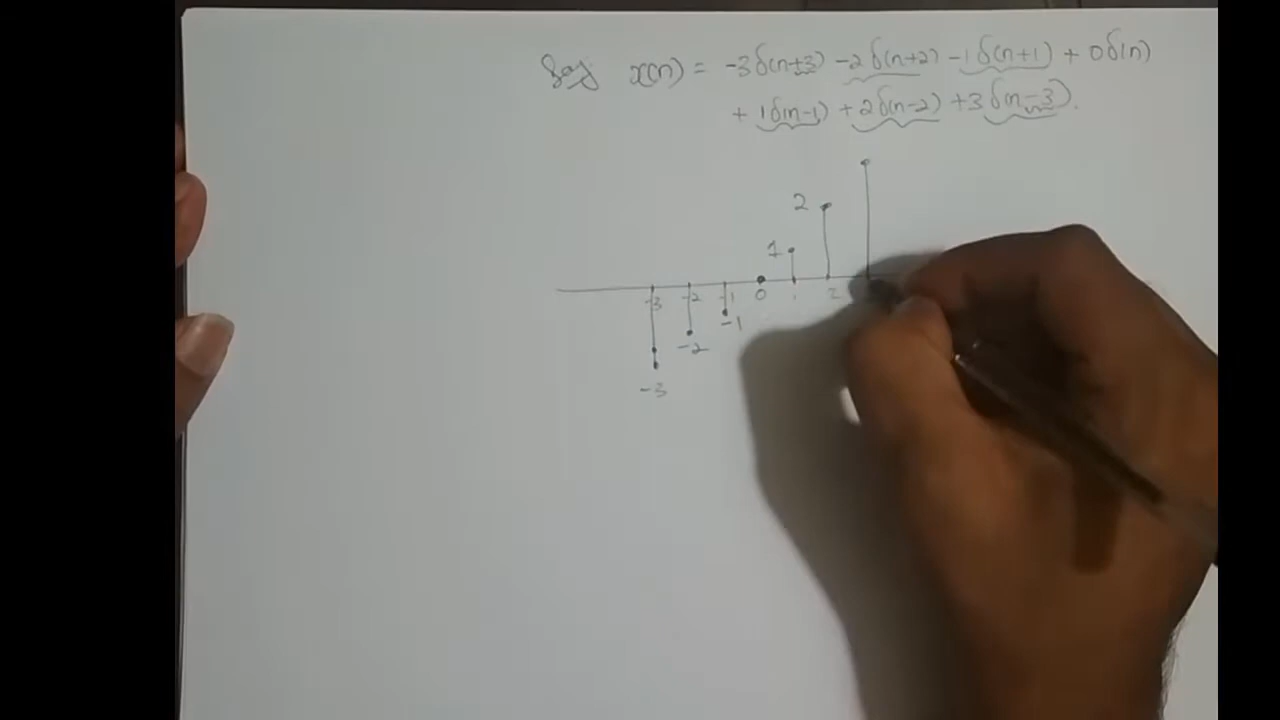 Say x(n) = -3δ(n+3) -2δ(n+2) -1δ(n+1) + 0δ(n)
+ 1δ(n-1) + 2δ(n-2) +3δ(n-3).
2
1
-3 -2 -1 0 1 2
-1
-2
-3